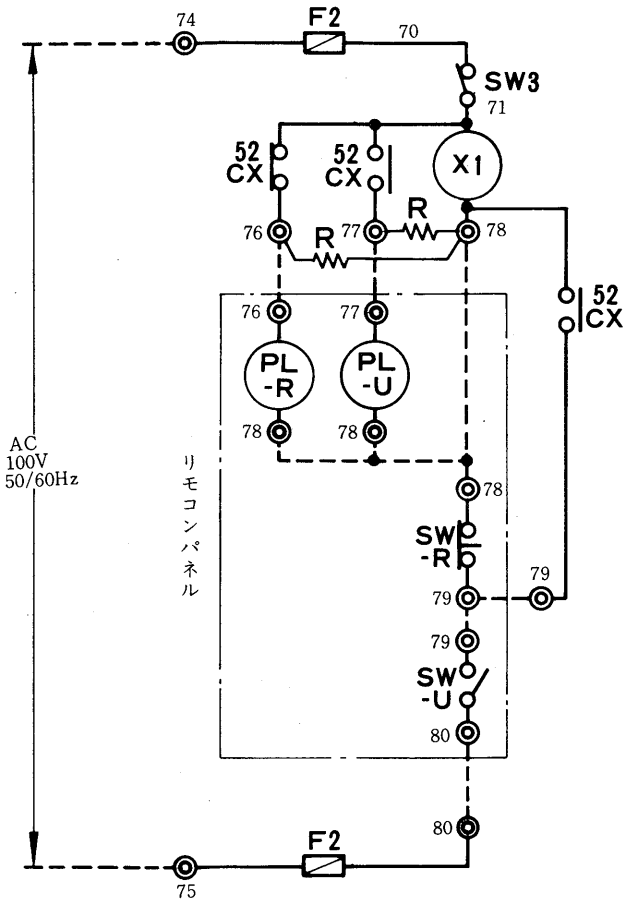 74
F2
70
SW3
71
52
CX
52
CX
X1
R
76
R
77
78
52
CX
76
77
PL
-R
PL
-U
78
78
AC
100V
50/60Hz
リモコンパネル
78
SW
-R
79
79
79
SW
-U
80
80
F2
75